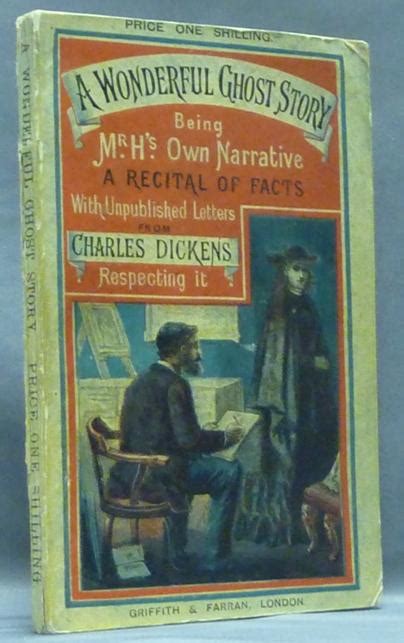 PRICE ONE SHILLING.
A WONDERFUL GHOST STORY
Being
MR. H's. Own Narrative
A RECITAL OF FACTS
With Unpublished Letters
FROM
CHARLES DICKENS
Respecting it
GRIFFITH & FARRAN, LONDON.
A WONDERFUL GHOST STORY. PRICE ONE SHILLING